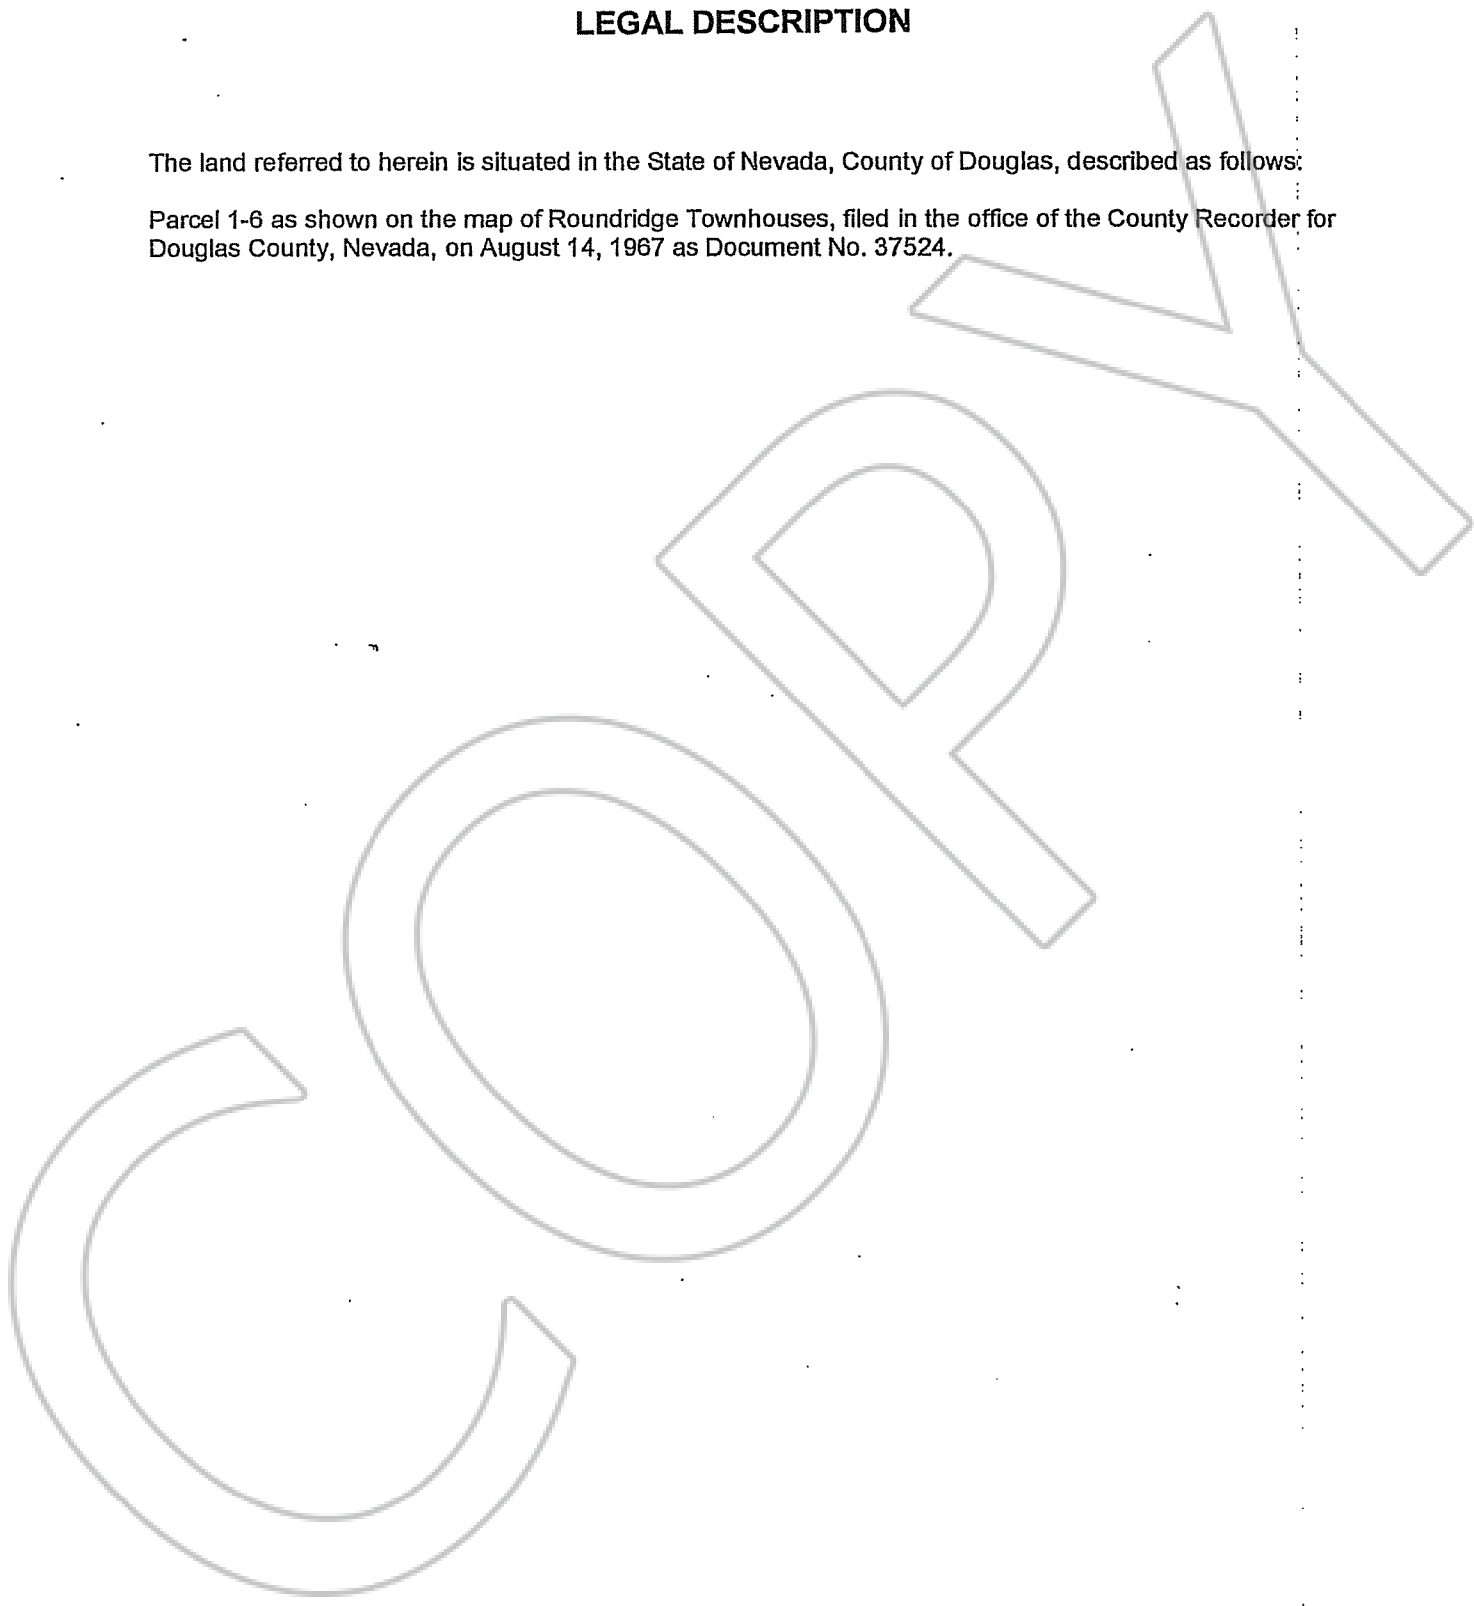 LEGAL DESCRIPTION
The land referred to herein is situated in the State of Nevada, County of Douglas, described as follows:
Parcel 1-6 as shown on the map of Roundridge Townhouses, filed in the office of the County Recorder for
Douglas County, Nevada, on August 14, 1967 as Document No. 37524.
COPY